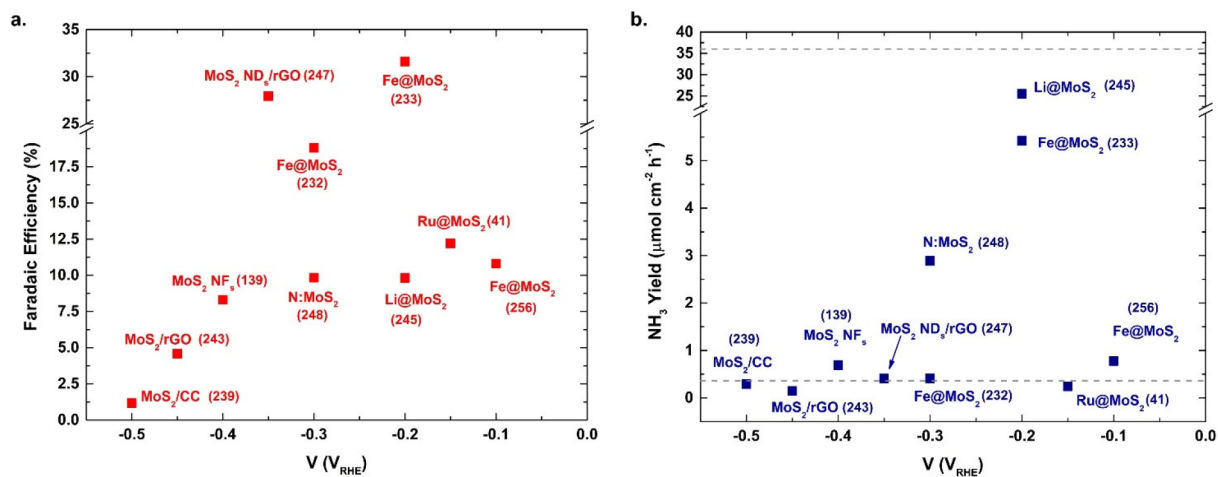 a.
35
30
25
17.5
15.0
12.5
10.0
7.5
5.0
2.5
0.0
Faradaic Efficiency (%)
MoS2 NDs/rGO (247)
Fe@MoS2
(233)
Fe@MoS2
(232)
Ru@MoS2 (41)
MoS2 NFs (139)
N:MoS2
(248)
Li@MoS2
(245)
Fe@MoS2
(256)
MoS2/rGO (243)
MoS2/CC (239)
-0.5 -0.4 -0.3 -0.2 -0.1 0.0
V (VRHE)
b.
40
35
30
25
5
4
3
2
1
0
NH3 Yield (μmol cm-2 h-1)
Li@MoS2 (245)
Fe@MoS2 (233)
N:MoS2 (248)
(256)
Fe@MoS2
(139)
MoS2 NFs
MoS2 NDs/rGO (247)
(239)
MoS2/CC
MoS2/rGO (243)
Fe@MoS2 (232)
Ru@MoS2 (41)
-0.5 -0.4 -0.3 -0.2 -0.1 0.0
V (VRHE)